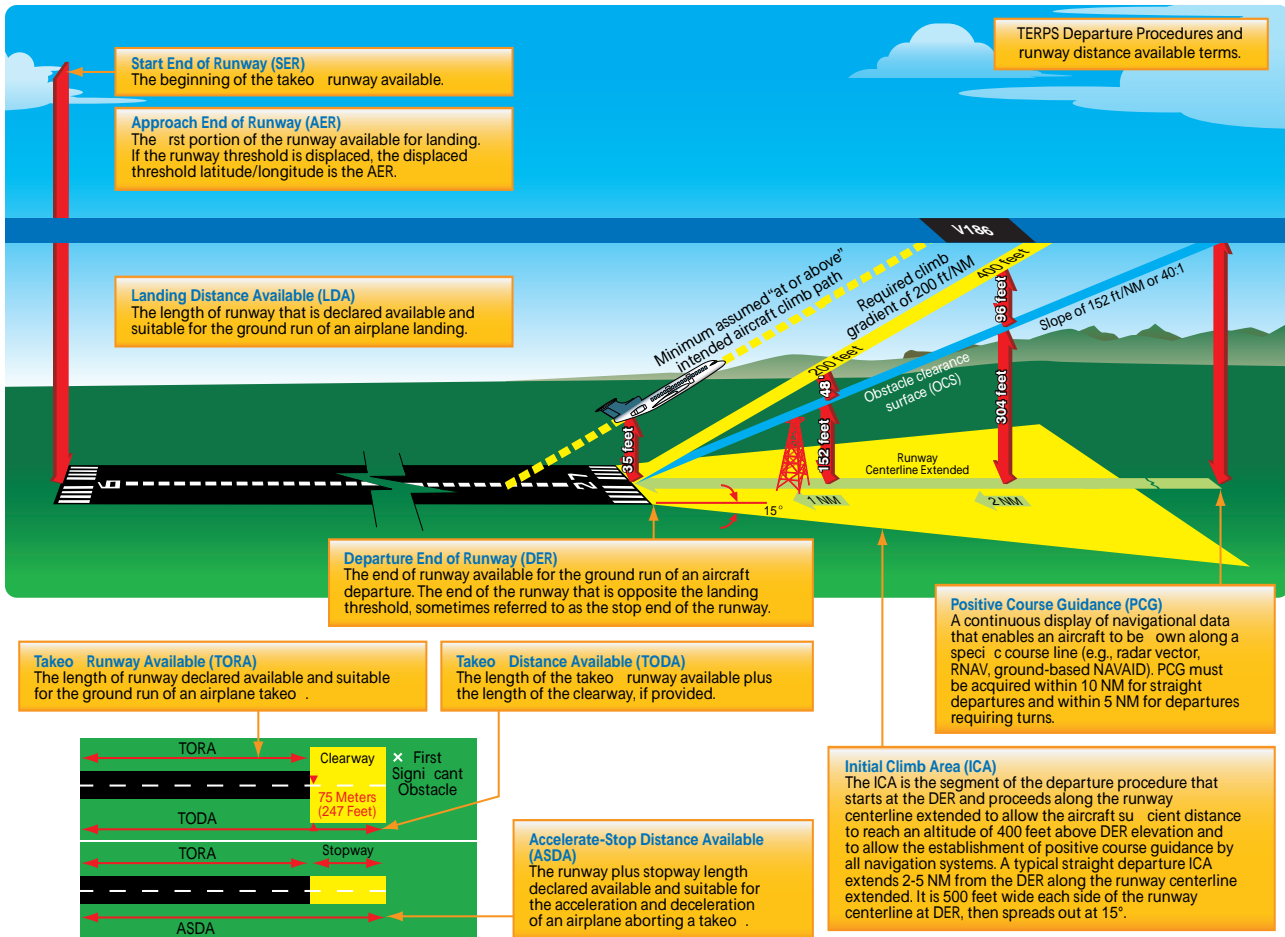 TERPS Departure Procedures and
runway distance available terms.
Start End of Runway (SER)
The beginning of the takeo runway available.
Approach End of Runway (AER)
The rst portion of the runway available for landing.
If the runway threshold is displaced, the displaced
threshold latitude/longitude is the AER.
V186
Landing Distance Available (LDA)
The length of runway that is declared available and
suitable for the ground run of an airplane landing.
Minimum assumed "at or above"
intended aircraft climb path
Required climb
gradient of 200 ft/NM
400 feet
96 feet
Slope of 152 ft/NM or 40:1
200 feet
48'
Obstacle clearance
surface (OCS)
304 feet
35 feet
152 feet
Runway
Centerline Extended
9
27
1 NM
2 NM
15°
Departure End of Runway (DER)
The end of runway available for the ground run of an aircraft
departure. The end of the runway that is opposite the landing
threshold, sometimes referred to as the stop end of the runway.
Positive Course Guidance (PCG)
A continuous display of navigational data
that enables an aircraft to be own along a
speci c course line (e.g., radar vector,
RNAV, ground-based NAVAID). PCG must
be acquired within 10 NM for straight
departures and within 5 NM for departures
requiring turns.
Takeo Runway Available (TORA)
The length of runway declared available and suitable
for the ground run of an airplane takeo .
Takeo Distance Available (TODA)
The length of the takeo runway available plus
the length of the clearway, if provided.
TORA
Clearway
× First
Signi cant
Obstacle
75 Meters
(247 Feet)
TODA
TORA
Stopway
ASDA
Accelerate-Stop Distance Available
(ASDA)
The runway plus stopway length
declared available and suitable for
the acceleration and deceleration
of an airplane aborting a takeo .
Initial Climb Area (ICA)
The ICA is the segment of the departure procedure that
starts at the DER and proceeds along the runway
centerline extended to allow the aircraft su cient distance
to reach an altitude of 400 feet above DER elevation and
to allow the establishment of positive course guidance by
all navigation systems. A typical straight departure ICA
extends 2-5 NM from the DER along the runway centerline
extended. It is 500 feet wide each side of the runway
centerline at DER, then spreads out at 15°.